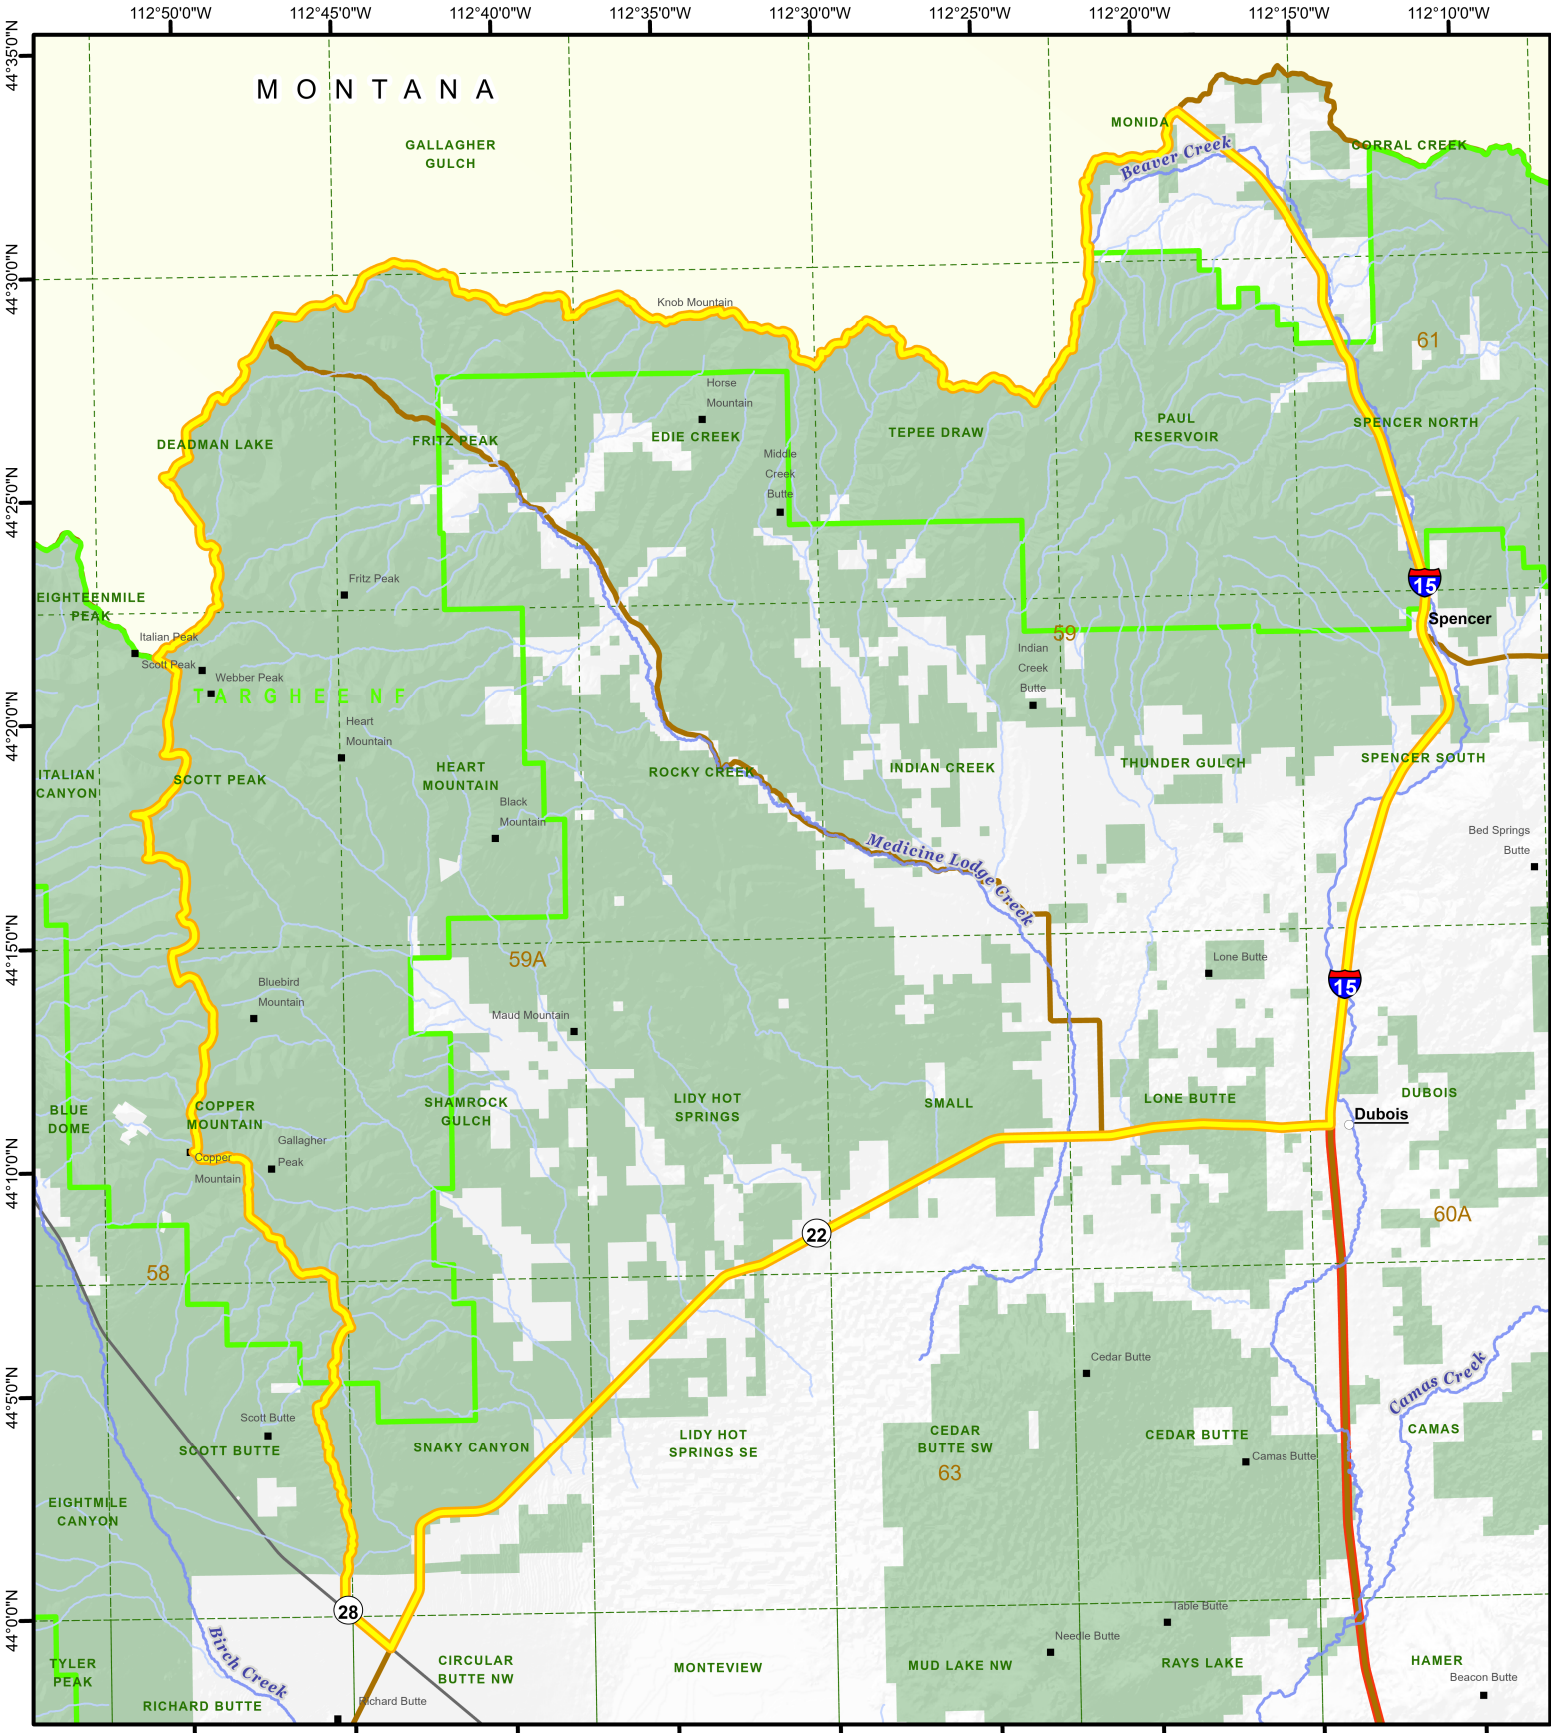 112°50'0"W
112°45'0"W
112°40'0"W
112°35'0"W
112°30'0"W
112°25'0"W
112°20'0"W
112°15'0"W
112°10'0"W
44°35'0"N
MONTANA
MONIDA
GALLAGHER
GULCH
CORRAL CREEK
Beaver Creek
44°30'0"N
Knob Mountain
61
Horse
Mountain
DEADMAN LAKE
FRITZ PEAK
EDIE CREEK
TEPEE DRAW
PAUL
RESERVOIR
SPENCER NORTH
Middle
Creek
Butte
44°25'0"N
Fritz Peak
15
EIGHTEENMILE
PEAK
Spencer
Italian Peak
59
Scott Peak
Webber Peak
Indian
Creek
Butte
TARGHEE NF
Heart
Mountain
44°20'0"N
ITALIAN
CANYON
SCOTT PEAK
HEART
MOUNTAIN
ROCKY CREEK
INDIAN CREEK
THUNDER GULCH
SPENCER SOUTH
Black
Mountain
Bed Springs
Butte
Medicine Lodge Creek
44°15'0"N
59A
Lone Butte
Bluebird
Mountain
15
Maud Mountain
BLUE
DOME
COPPER
MOUNTAIN
SHAMROCK
GULCH
LIDY HOT
SPRINGS
SMALL
LONE BUTTE
DUBOIS
Dubois
Gallagher
Peak
44°10'0"N
Copper
Mountain
60A
22
58
Cedar Butte
Camas Creek
44°5'0"N
Scott Butte
SCOTT BUTTE
SNAKY CANYON
LIDY HOT
SPRINGS SE
CEDAR
BUTTE SW
CEDAR BUTTE
CAMAS
63
Camas Butte
EIGHTMILE
CANYON
44°0'0"N
28
Table Butte
Needle Butte
Birch Creek
TYLER
PEAK
CIRCULAR
BUTTE NW
MONTEVIEW
MUD LAKE NW
RAYS LAKE
HAMER
Beacon Butte
RICHARD BUTTE
Richard Butte